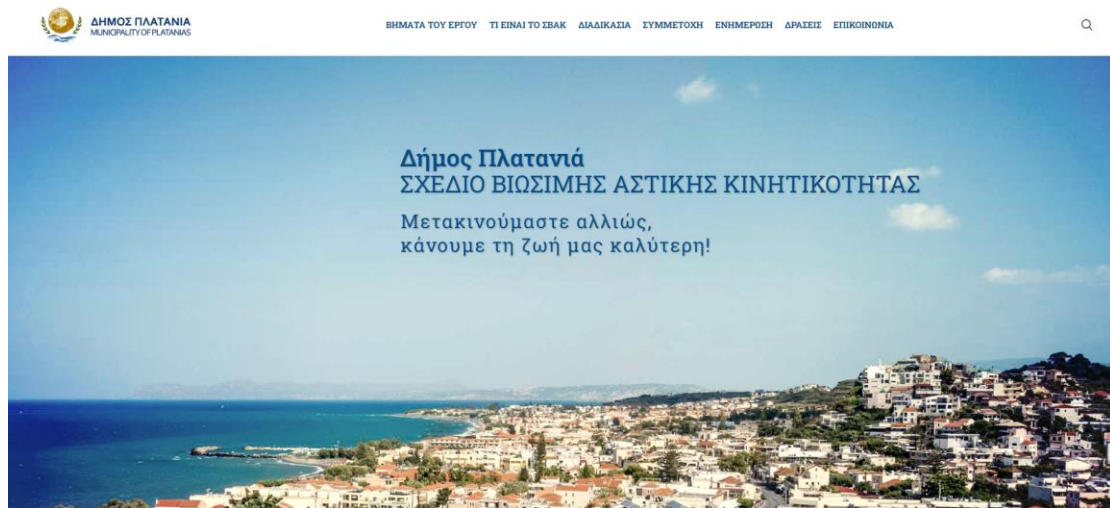 ΔΗΜΟΣ ΠΛΑΤΑΝΙΑ
MUNICIPALITY OF PLATANIAS
ΒΗΜΑΤΑ ΤΟΥ ΕΡΓΟΥ ΤΙ ΕΙΝΑΙ ΤΟ ΣΒΑΚ ΔΙΑΔΙΚΑΣΙΑ ΣΥΜΜΕΤΟΧΗ ΕΝΗΜΕΡΩΣΗ ΔΡΑΣΕΙΣ ΕΠΙΚΟΙΝΩΝΙΑ
Δήμος Πλατανιά
ΣΧΕΔΙΟ ΒΙΩΣΙΜΗΣ ΑΣΤΙΚΗΣ ΚΙΝΗΤΙΚΟΤΗΤΑΣ
Μετακινούμαστε αλλιώς,
κάνουμε τη ζωή μας καλύτερη!